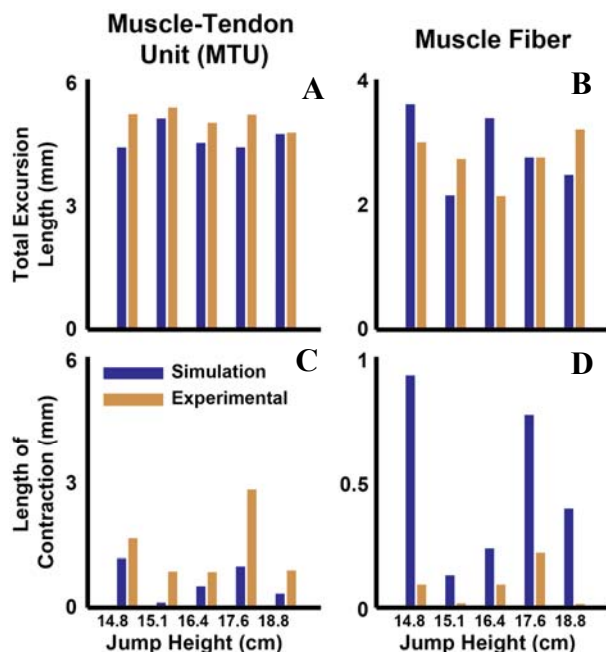 Muscle-Tendon
Unit (MTU)
Muscle Fiber
A
B
Total Excursion
Length (mm)
6
3
0
4
2
0
C
D
Simulation
Experimental
Length of
Contraction (mm)
6
3
0
1
0.5
0
14.8 15.1 16.4 17.6 18.8
14.8 15.1 16.4 17.6 18.8
Jump Height (cm)
Jump Height (cm)